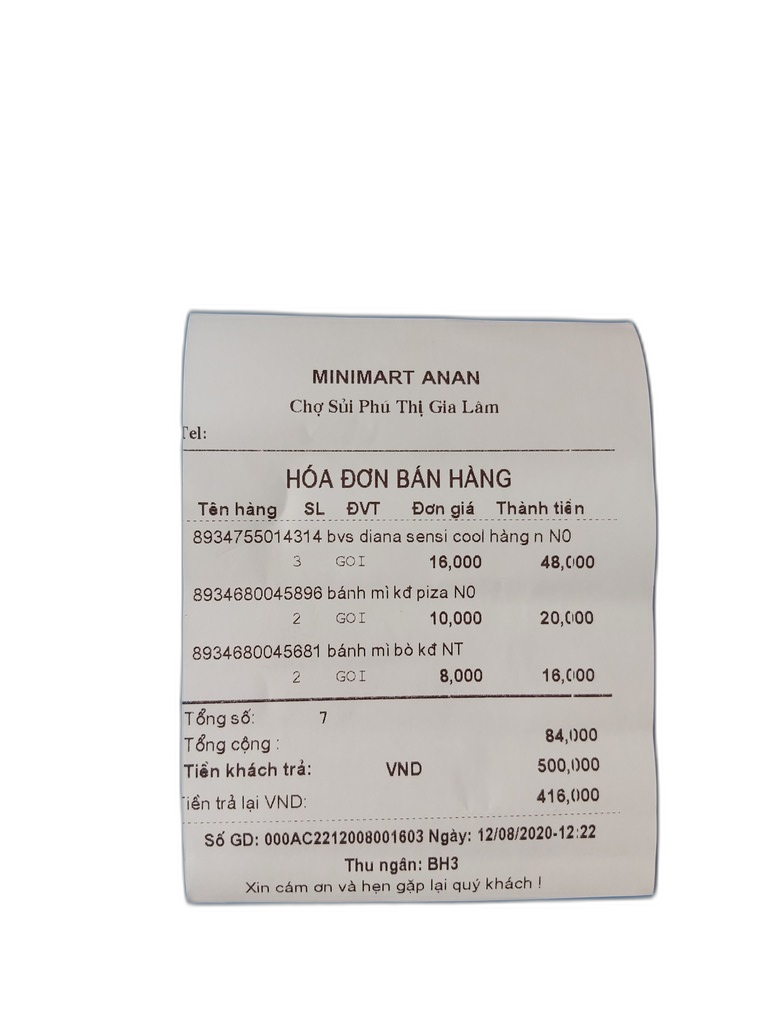 MINIMART ANAN
Chợ Sủi Phú Thị Gia Lâm
Tel:
HÓA ĐƠN BÁN HÀNG
Tên hàng SL ĐVT Đơn giá Thành tiền
8934755014314 bvs diana sensi cool hàng n N0
3 GOI 16,000 48,000
8934680045896 bánh mì kđ piza N0
2 GOI 10,000 20,000
8934680045681 bánh mì bò kđ NT
2 GOI 8,000 16,000
Tổng số: 7
Tổng cộng : 84,000
Tiền khách trả: VND 500,000
Tiền trả lại VND: 416,000
Số GD: 000AC2212008001603 Ngày: 12/08/2020-12:22
Thu ngân: BH3
Xin cám ơn và hẹn gặp lại quý khách !